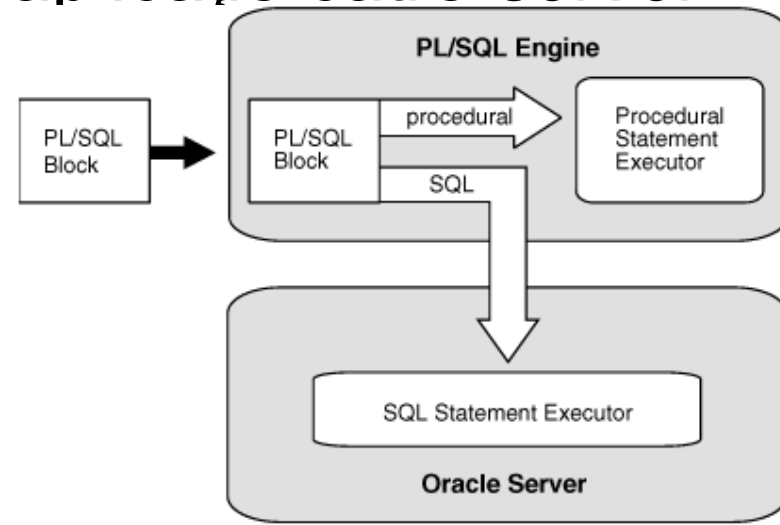 PL/SQL Engine
PL/SQL
Block
PL/SQL
Block
procedural
SQL
Procedural
Statement
Executor
SQL Statement Executor
Oracle Server